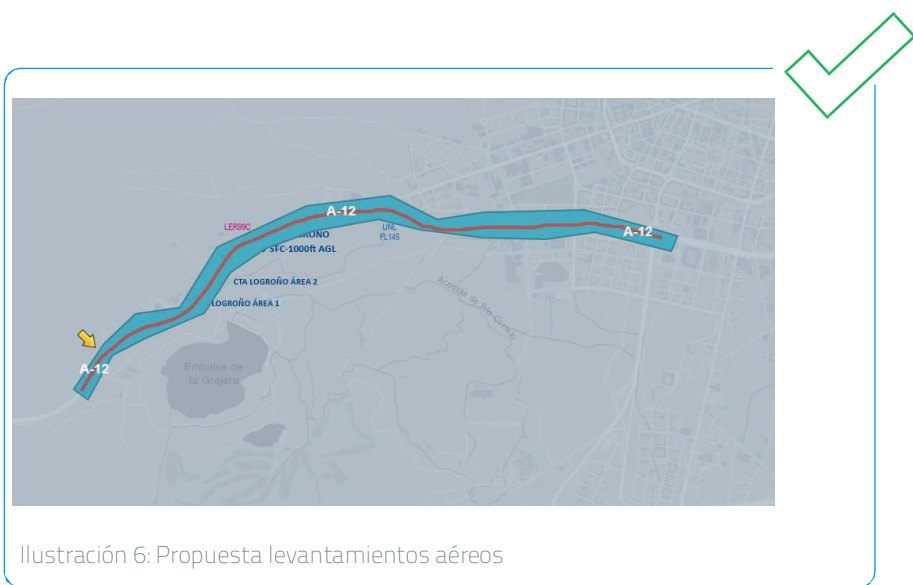 A-12
LER99C
UNL
FL145
A-12
SFC-1000ft AGL
CTA LOGROÑO ÁREA 2
LOGROÑO ÁREA 1
Acequia de Río Cerrillo
Embalse de
la Grajera
A-12
Ilustración 6: Propuesta levantamientos aéreos